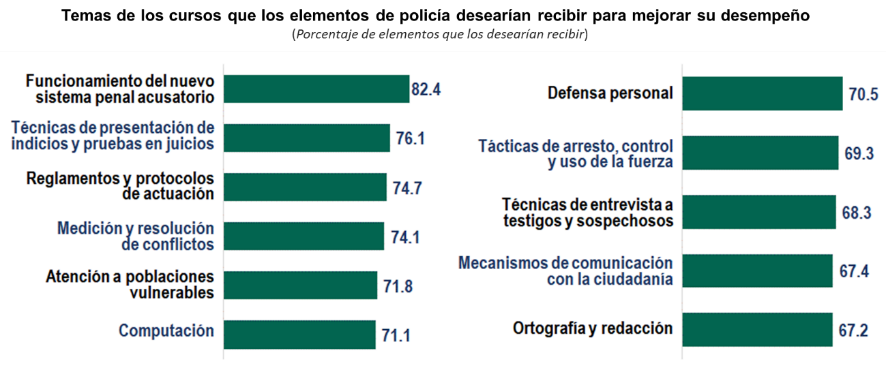 Temas de los cursos que los elementos de policía desearían recibir para mejorar su desempeño
(Porcentaje de elementos que los desearían recibir)
Funcionamiento del nuevo
sistema penal acusatorio
82.4
Técnicas de presentación de
indicios y pruebas en juicios
76.1
Reglamentos y protocolos
de actuación
74.7
Medición y resolución
de conflictos
74.1
Atención a poblaciones
vulnerables
71.8
Computación
71.1
Defensa personal
70.5
Tácticas de arresto, control
y uso de la fuerza
69.3
Técnicas de entrevista a
testigos y sospechosos
68.3
Mecanismos de comunicación
con la ciudadanía
67.4
Ortografía y redacción
67.2